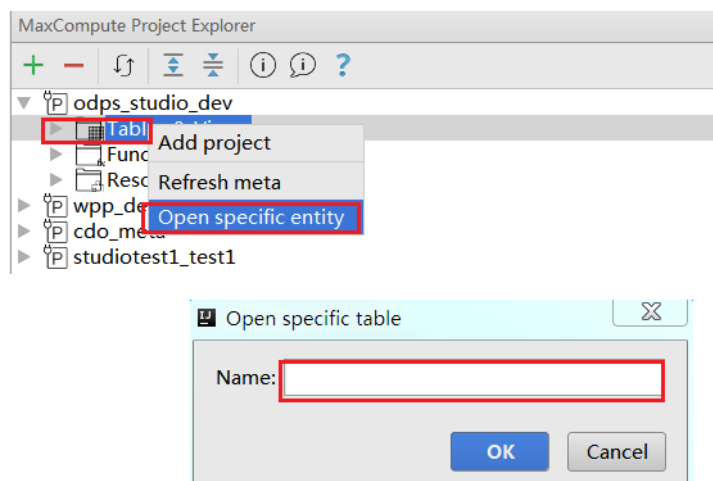 MaxCompute Project Explorer
odps_studio_dev
Tabl
Add project
Func
Refresh meta
Reso
Open specific entity
wpp_de
cdo_meta
studiotest1_test1
Open specific table
Name:
OK Cancel